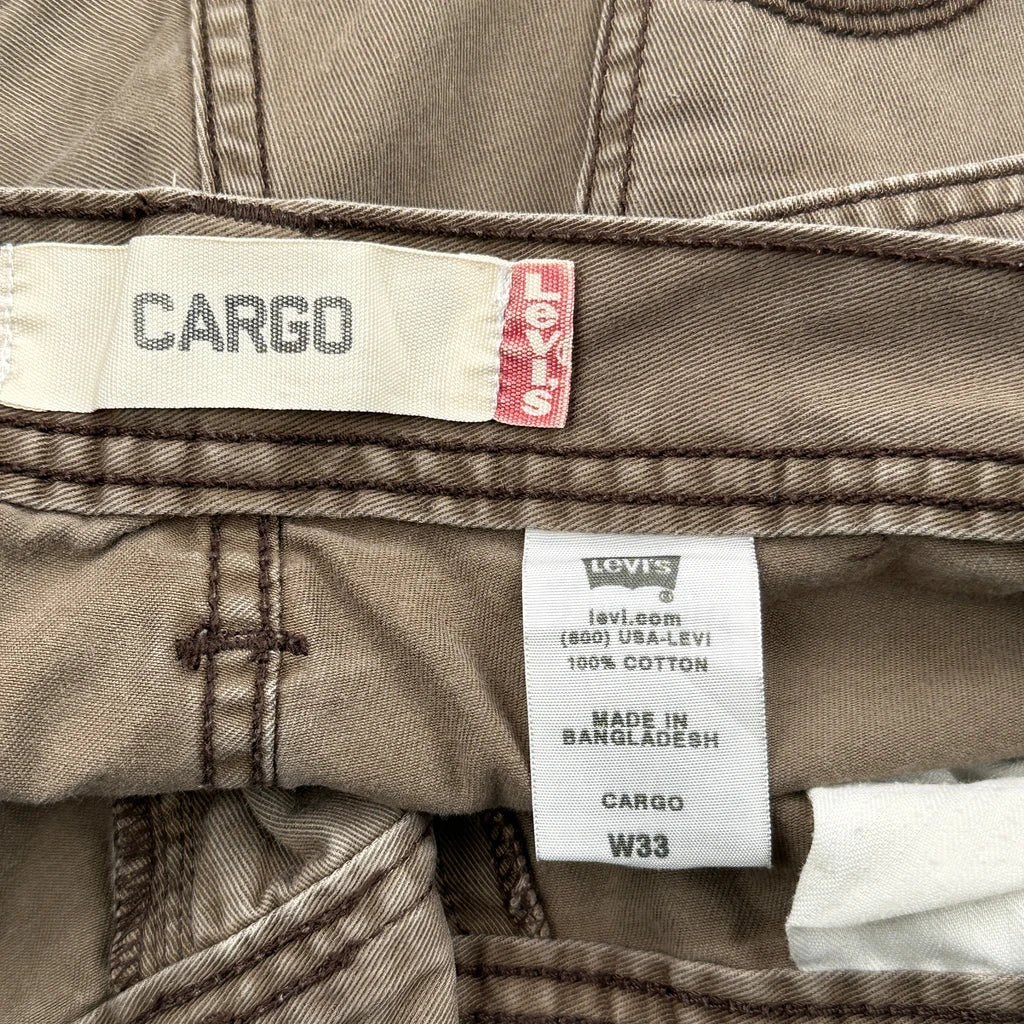 CARGO
Levi's
Levi's
®
levi.com
(800) USA-LEVI
100% COTTON
MADE IN
BANGLADESH
CARGO
W33